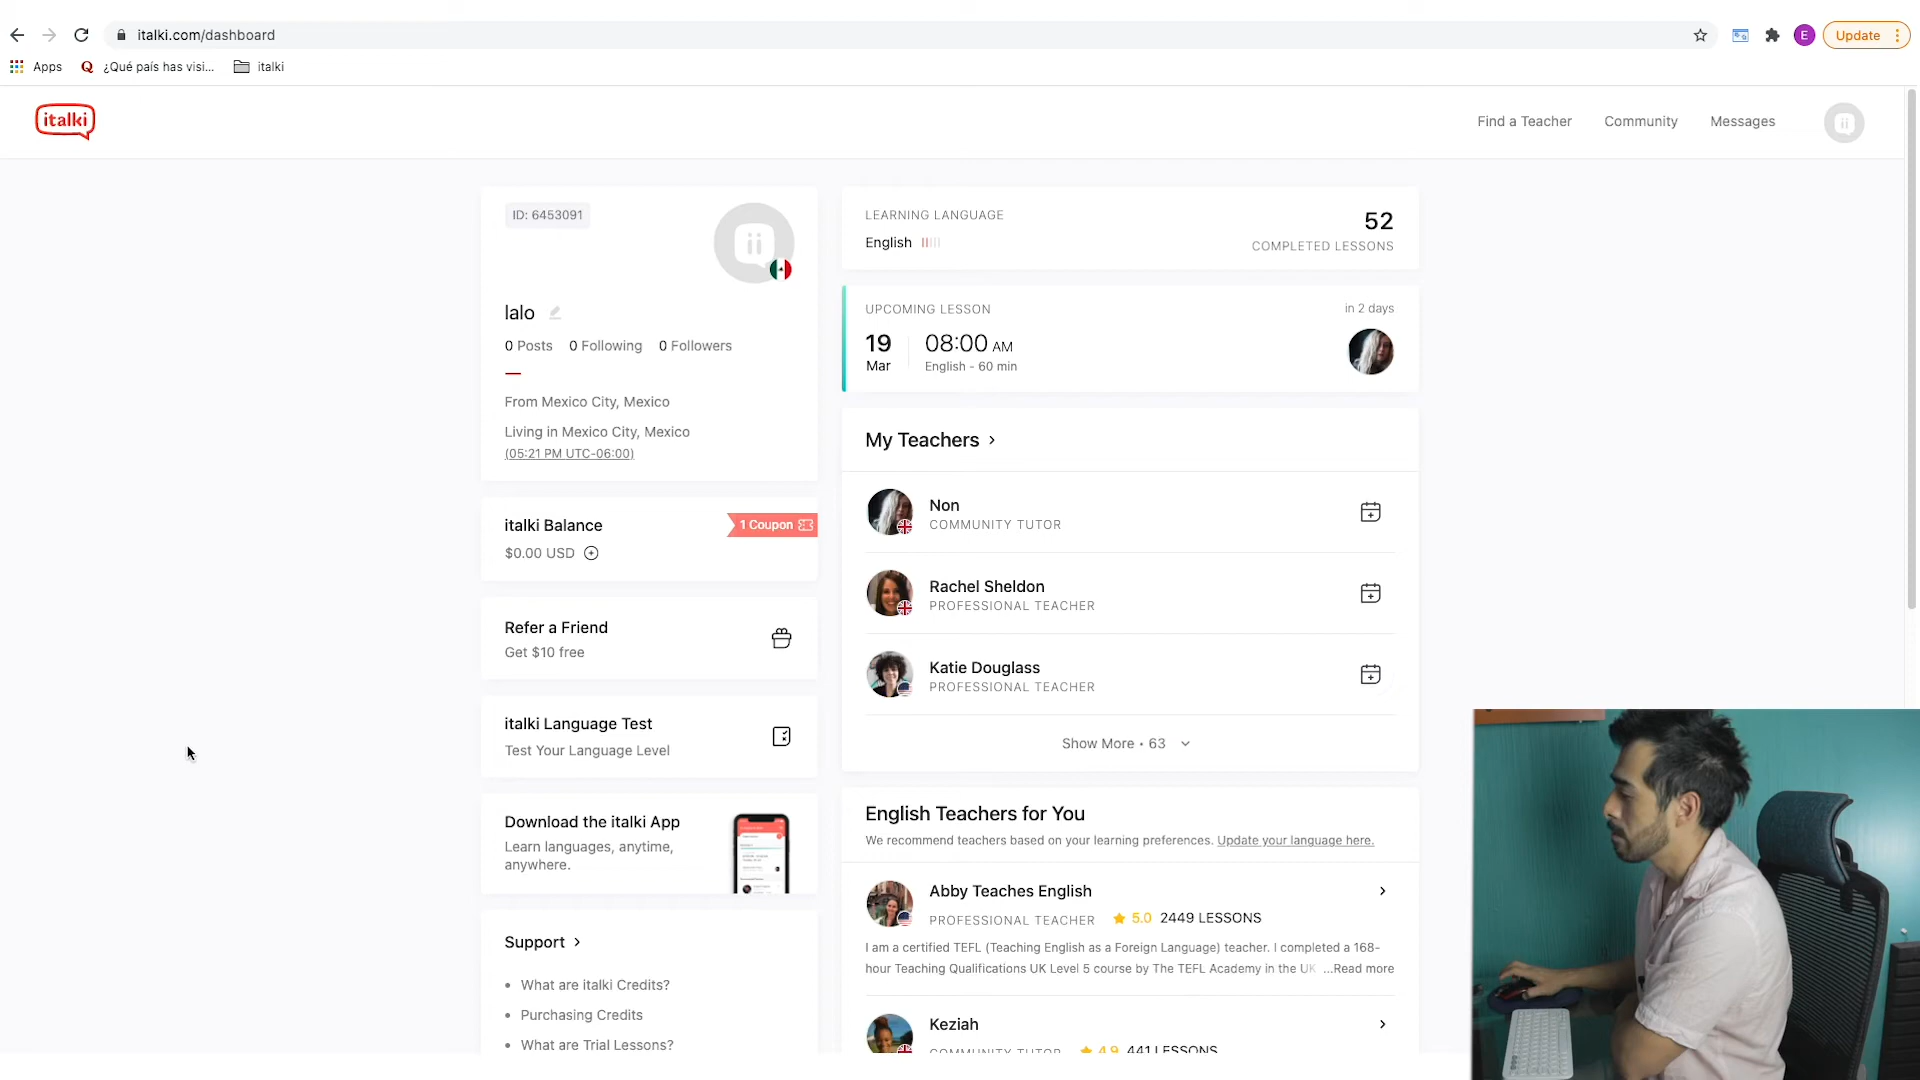 italki.com/dashboard
E
Update
Apps
Q
¿Qué país has visi...
italki
italki
Find a Teacher
Community
Messages
ID: 6453091
lalo
0 Posts 0 Following 0 Followers
From Mexico City, Mexico
Living in Mexico City, Mexico
(05:21 PM UTC-06:00)
italki Balance
1 Coupon
$0.00 USD
Refer a Friend
Get $10 free
italki Language Test
Test Your Language Level
Download the italki App
Learn languages, anytime,
anywhere.
Support
• What are italki Credits?
• Purchasing Credits
• What are Trial Lessons?
LEARNING LANGUAGE
English
52
COMPLETED LESSONS
UPCOMING LESSON
in 2 days
19
Mar
08:00 AM
English - 60 min
My Teachers
Non
COMMUNITY TUTOR
Rachel Sheldon
PROFESSIONAL TEACHER
Katie Douglass
PROFESSIONAL TEACHER
Show More • 63
English Teachers for You
We recommend teachers based on your learning preferences. Update your language here.
Abby Teaches English
PROFESSIONAL TEACHER 5.0 2449 LESSONS
I am a certified TEFL (Teaching English as a Foreign Language) teacher. I completed a 168-
hour Teaching Qualifications UK Level 5 course by The TEFL Academy in the UK ...Read more
Keziah
COMMUNITY TUTOR 4.9 441 LESSONS